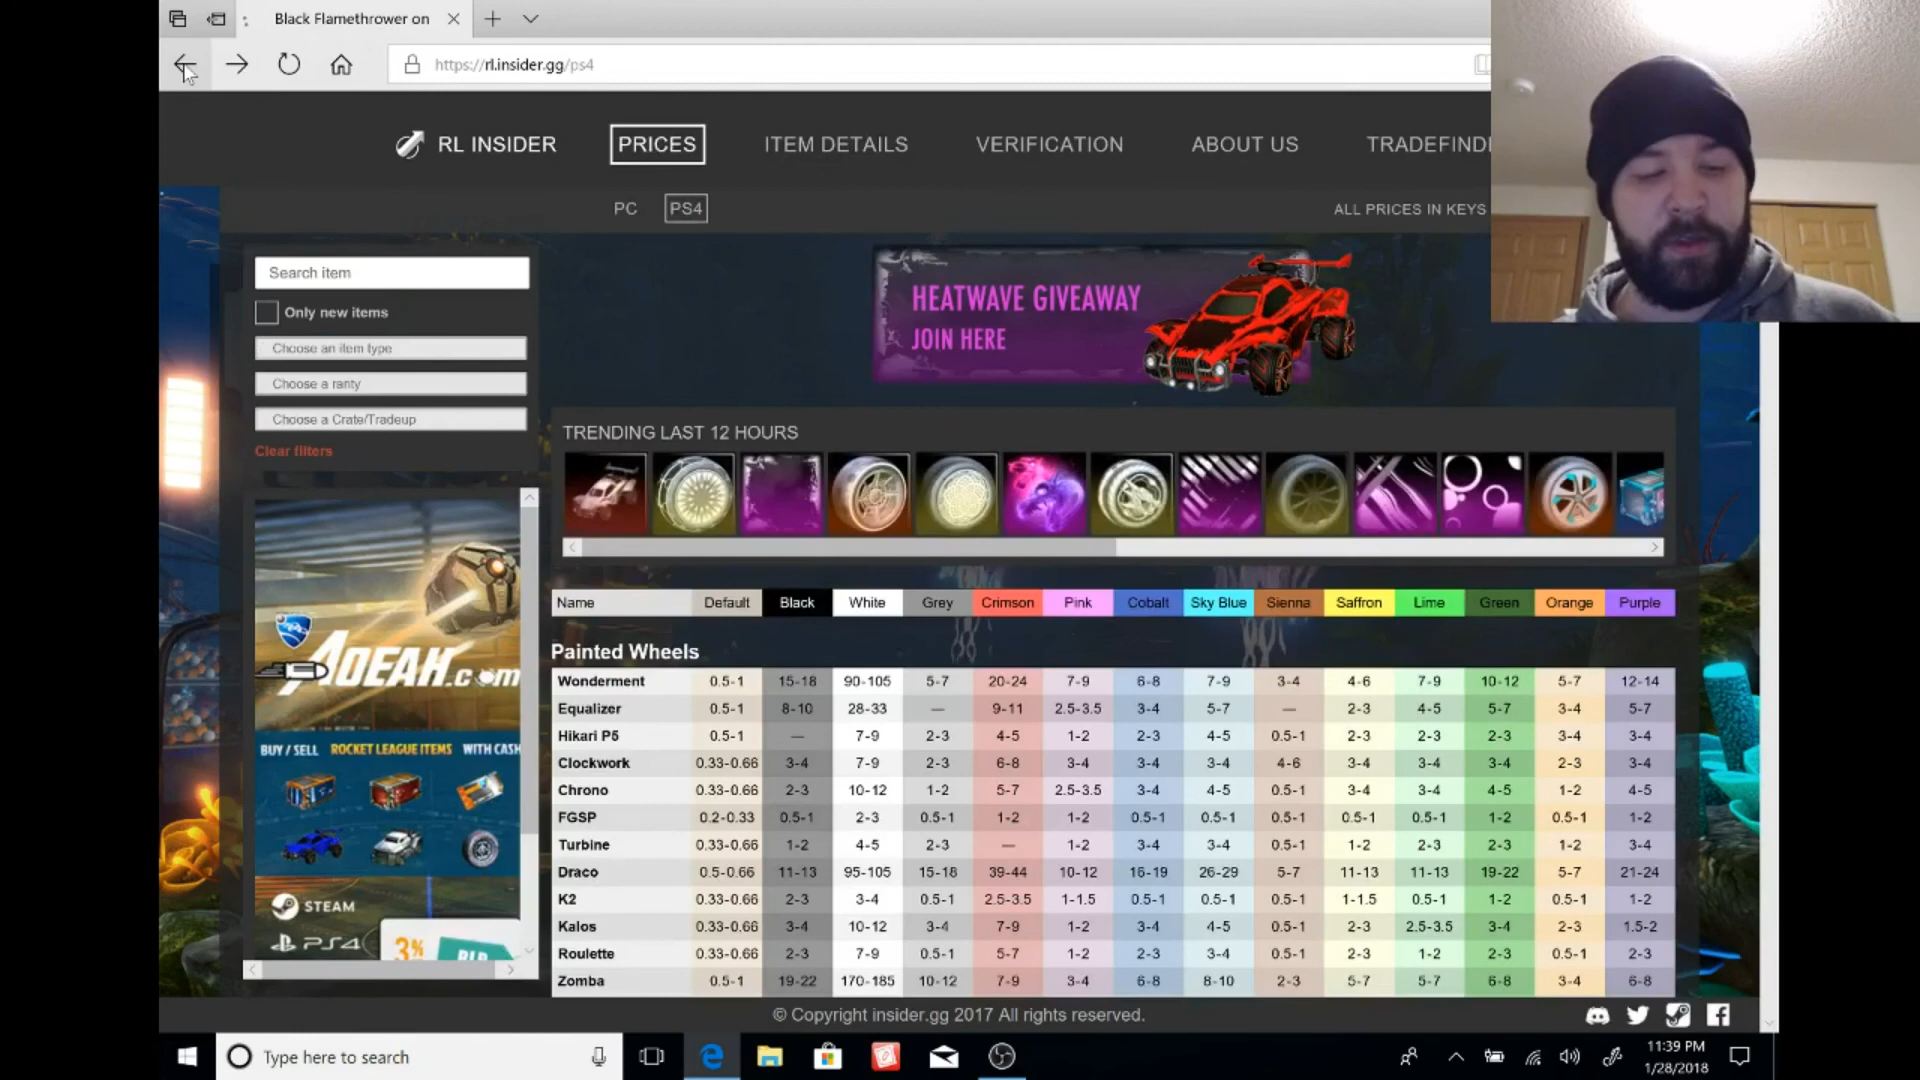 Black Flamethrower on
https://rl.insider.gg/ps4
RL INSIDER PRICES ITEM DETAILS VERIFICATION ABOUT US TRADEFINDE
PC PS4 ALL PRICES IN KEYS
Search item
Only new items
Choose an item type
Choose a rarity
Choose a Crate/Tradeup
Clear filters
HEATWAVE GIVEAWAY
JOIN HERE
TRENDING LAST 12 HOURS
AOEAH.com
BUY / SELL ROCKET LEAGUE ITEMS WITH CASH
STEAM
PS4
3%
Name Default Black White Grey Crimson Pink Cobalt Sky Blue Sienna Saffron Lime Green Orange Purple
Painted Wheels
Wonderment 0.5-1 15-18 90-105 5-7 20-24 7-9 6-8 7-9 3-4 4-6 7-9 10-12 5-7 12-14
Equalizer 0.5-1 8-10 28-33 — 9-11 2.5-3.5 3-4 5-7 — 2-3 4-5 5-7 3-4 5-7
Hikari P5 0.5-1 — 7-9 2-3 4-5 1-2 2-3 4-5 0.5-1 2-3 2-3 2-3 3-4 3-4
Clockwork 0.33-0.66 3-4 7-9 2-3 6-8 3-4 3-4 3-4 4-6 3-4 3-4 3-4 2-3 3-4
Chrono 0.33-0.66 2-3 10-12 1-2 5-7 2.5-3.5 3-4 4-5 0.5-1 3-4 3-4 4-5 1-2 4-5
FGSP 0.2-0.33 0.5-1 2-3 0.5-1 1-2 1-2 0.5-1 0.5-1 0.5-1 0.5-1 0.5-1 1-2 0.5-1 1-2
Turbine 0.33-0.66 1-2 4-5 2-3 — 1-2 3-4 3-4 0.5-1 1-2 2-3 2-3 1-2 3-4
Draco 0.5-0.66 11-13 95-105 15-18 39-44 10-12 16-19 26-29 5-7 11-13 11-13 19-22 5-7 21-24
K2 0.33-0.66 2-3 3-4 0.5-1 2.5-3.5 1-1.5 0.5-1 0.5-1 0.5-1 1-1.5 0.5-1 1-2 0.5-1 1-2
Kalos 0.33-0.66 3-4 10-12 3-4 7-9 1-2 3-4 4-5 0.5-1 2-3 2.5-3.5 3-4 2-3 1.5-2
Roulette 0.33-0.66 2-3 7-9 0.5-1 5-7 1-2 2-3 3-4 0.5-1 2-3 1-2 2-3 0.5-1 2-3
Zomba 0.5-1 19-22 170-185 10-12 7-9 3-4 6-8 8-10 2-3 5-7 5-7 6-8 3-4 6-8
© Copyright insider.gg 2017 All rights reserved.
Type here to search
11:39 PM
1/28/2018